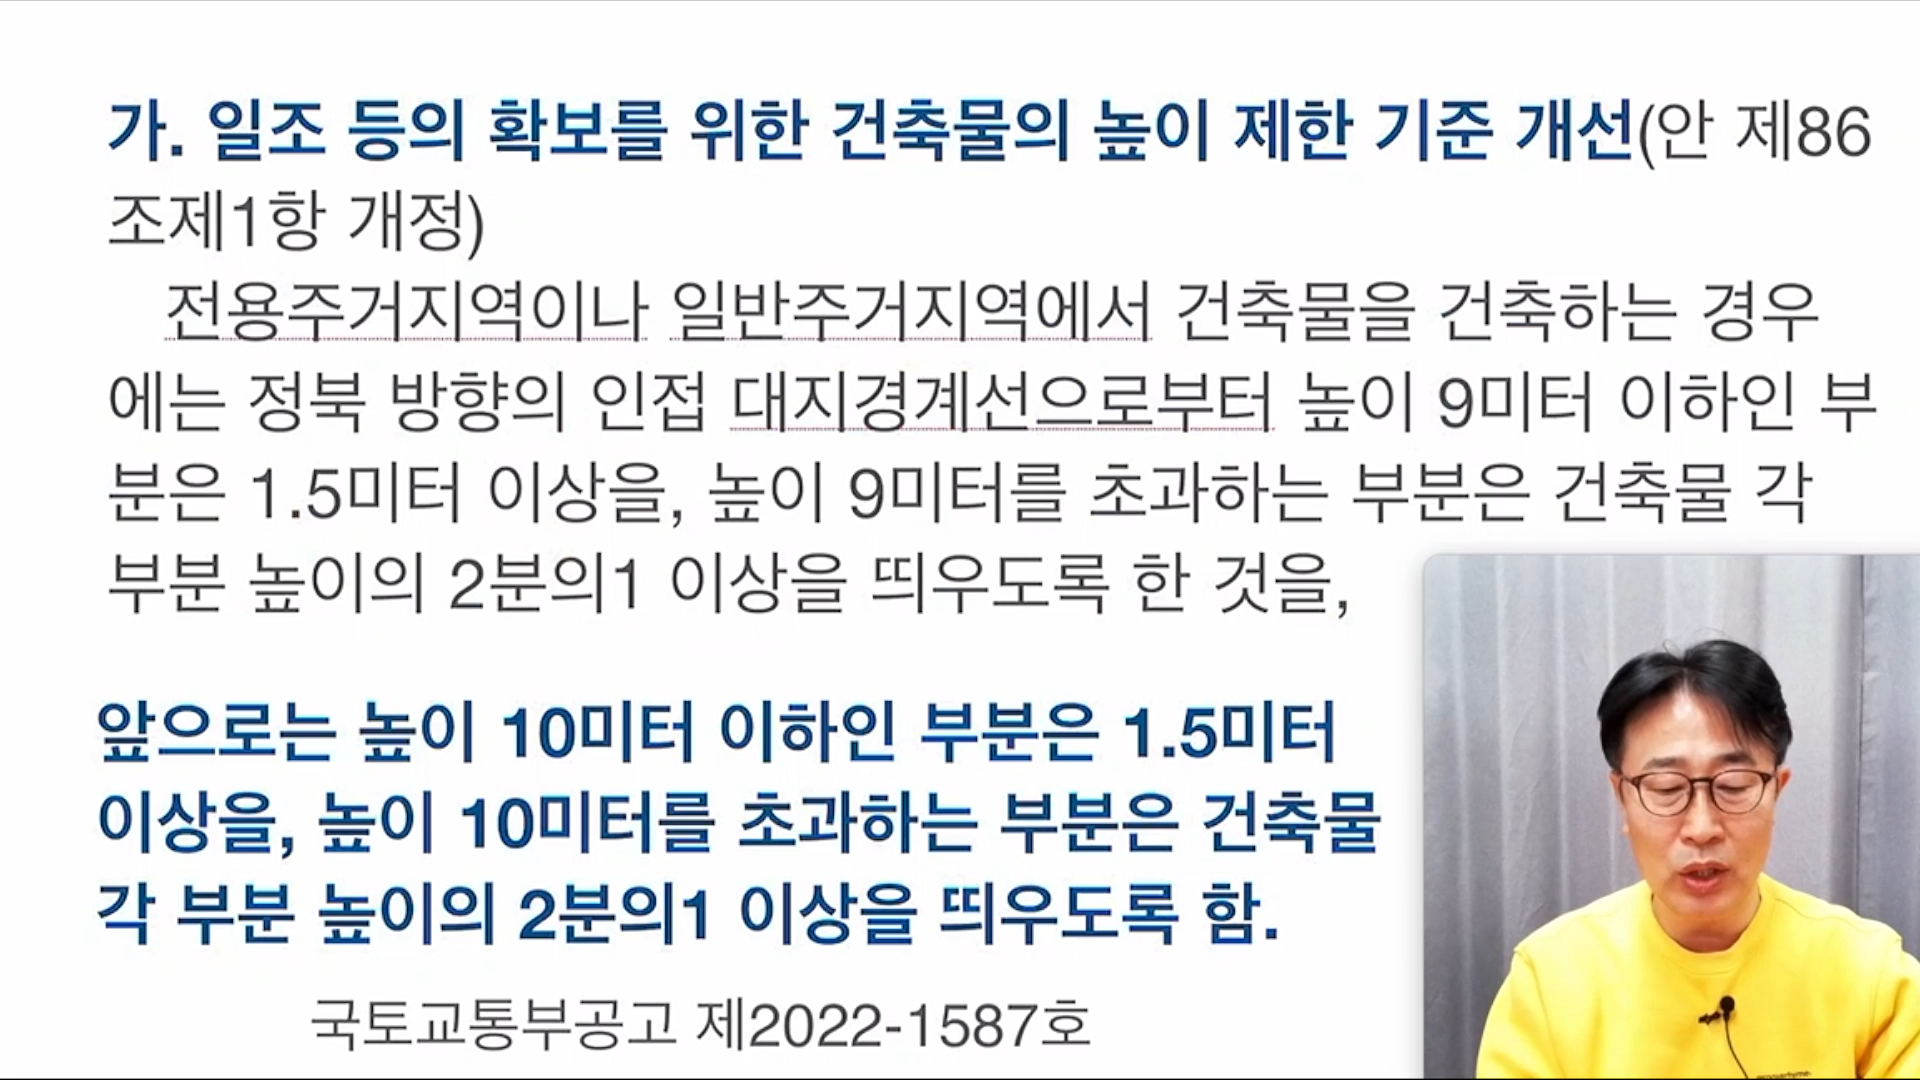 가. 일조 등의 확보를 위한 건축물의 높이 제한 기준 개선(안 제86
조제1항 개정)
전용주거지역이나 일반주거지역에서 건축물을 건축하는 경우
에는 정북 방향의 인접 대지경계선으로부터 높이 9미터 이하인 부
분은 1.5미터 이상을, 높이 9미터를 초과하는 부분은 건축물 각
부분 높이의 2분의1 이상을 띄우도록 한 것을,
앞으로는 높이 10미터 이하인 부분은 1.5미터
이상을, 높이 10미터를 초과하는 부분은 건축물
각 부분 높이의 2분의1 이상을 띄우도록 함.
국토교통부공고 제2022-1587호